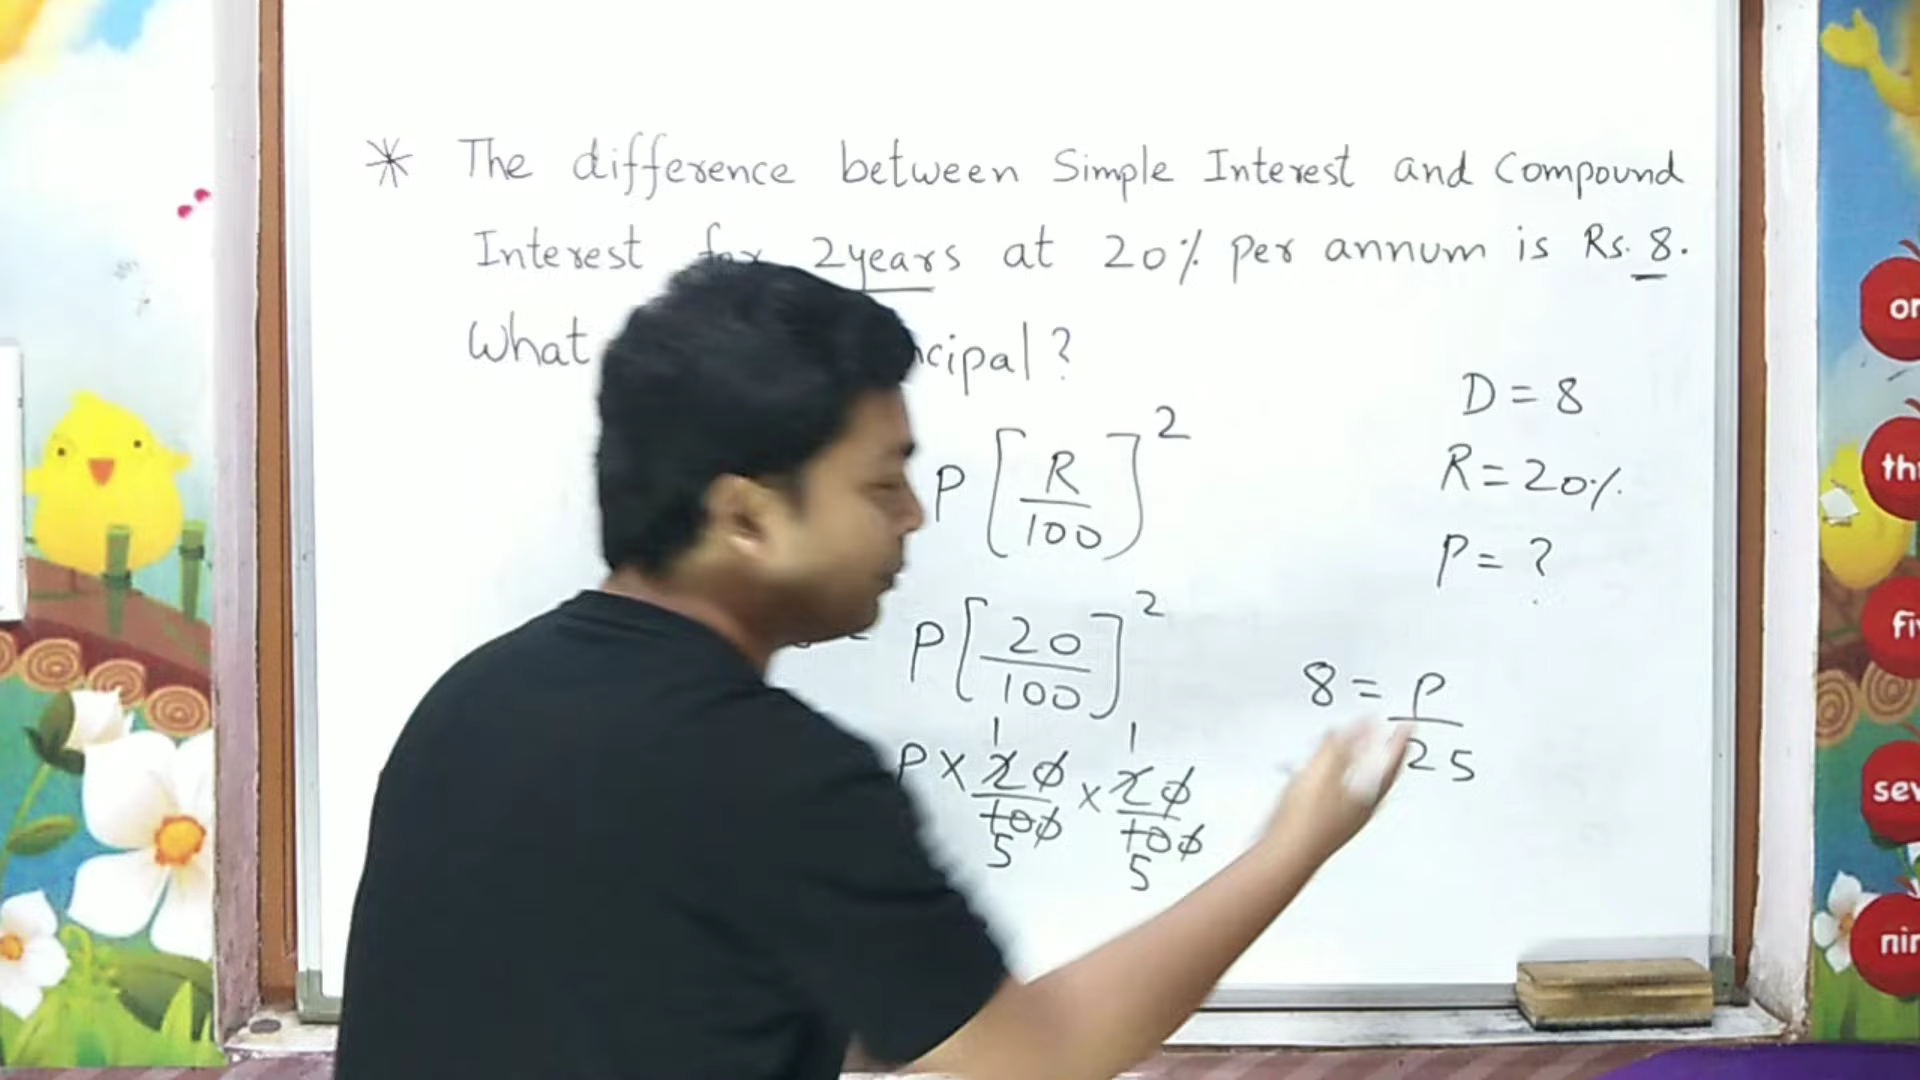 * The difference between Simple Interest and Compound
Interest for 2years at 20% per annum is Rs. 8.
What cipal?
D = 8
P [R/100]²
R = 20%
P = ?
P [20/100]²
8 = P/25
P × 20/100 × 20/100
1 1
5 5